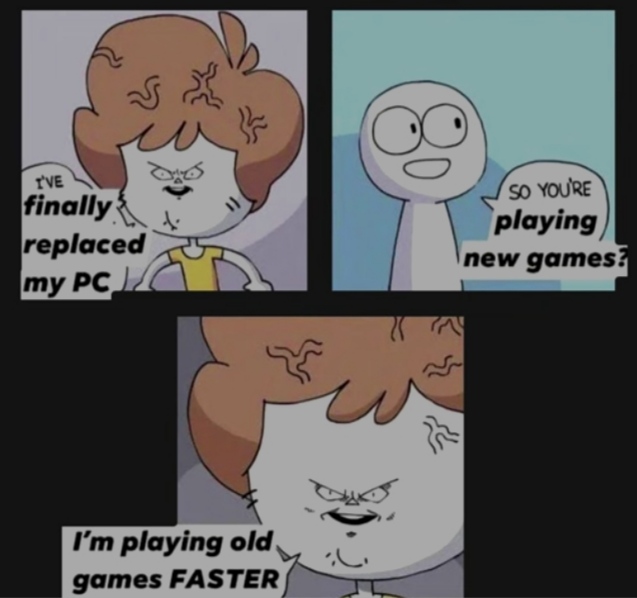 I'VE
finally
replaced
my PC
SO YOU'RE
playing
new games?
I'm playing old
games FASTER